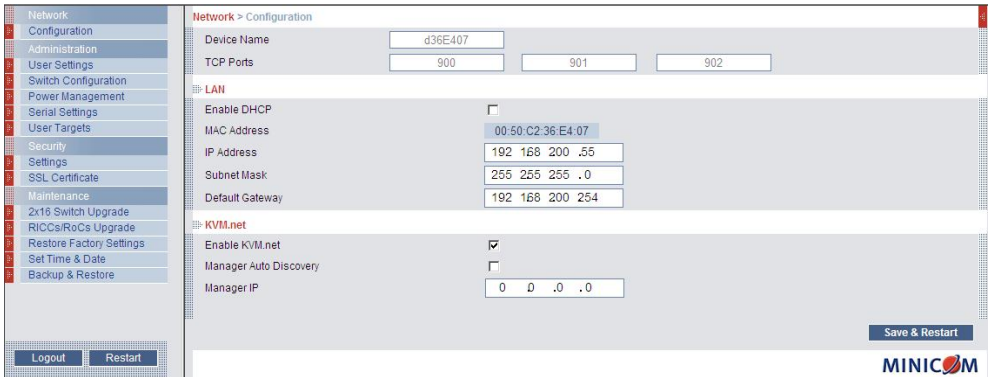 Network
Configuration
Administration
User Settings
Switch Configuration
Power Management
Serial Settings
User Targets
Security
Settings
SSL Certificate
Maintenance
2x16 Switch Upgrade
RICCs/RoCs Upgrade
Restore Factory Settings
Set Time & Date
Backup & Restore
Logout Restart
Network > Configuration
Device Name d36E407
TCP Ports 900 901 902
LAN
Enable DHCP
MAC Address 00:50:C2:36:E4:07
IP Address 192 168 200 .55
Subnet Mask 255 255 255 .0
Default Gateway 192 168 200 254
KVM.net
Enable KVM.net
Manager Auto Discovery
Manager IP 0 .0 .0 .0
Save & Restart
MINICOM